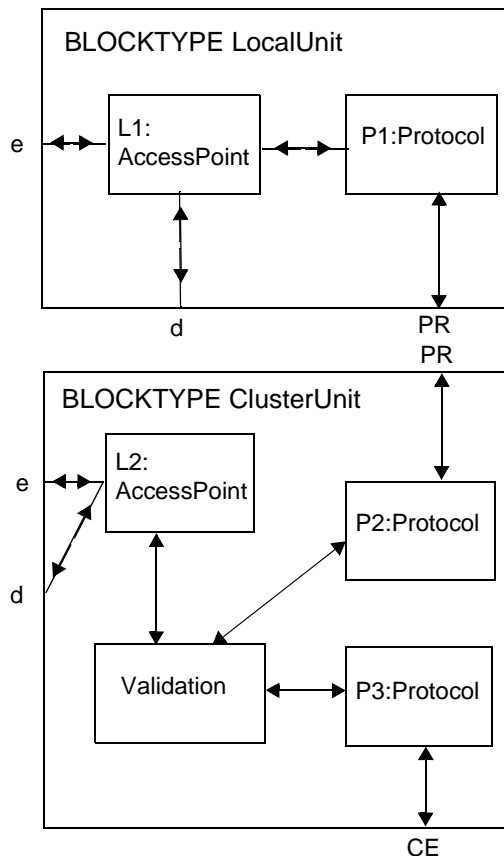 BLOCKTYPE LocalUnit
L1:
AccessPoint
P1:Protocol
e
d
PR
PR
BLOCKTYPE ClusterUnit
L2:
AccessPoint
e
P2:Protocol
d
Validation
P3:Protocol
CE